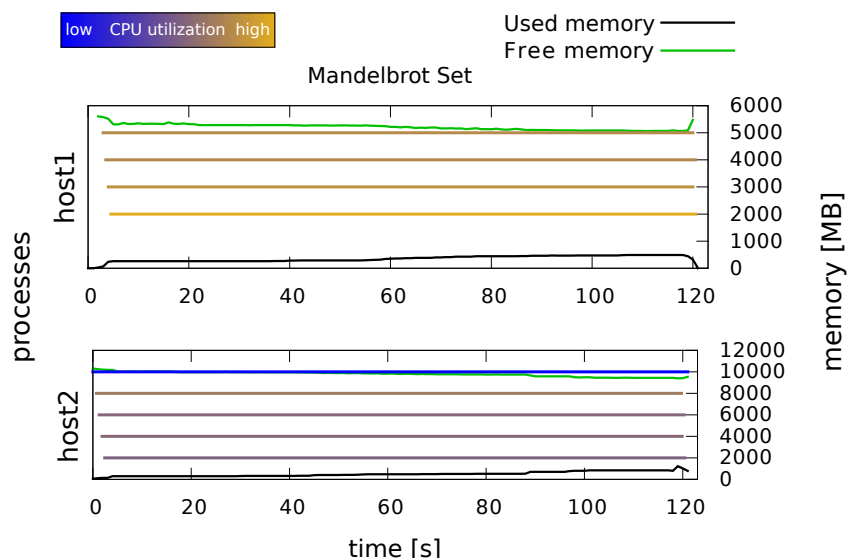 low CPU utilization high
Used memory
Free memory
Mandelbrot Set
processes
host1
6000
5000
4000
3000
2000
1000
0
0 20 40 60 80 100 120
memory [MB]
host2
12000
10000
8000
6000
4000
2000
0
0 20 40 60 80 100 120
time [s]